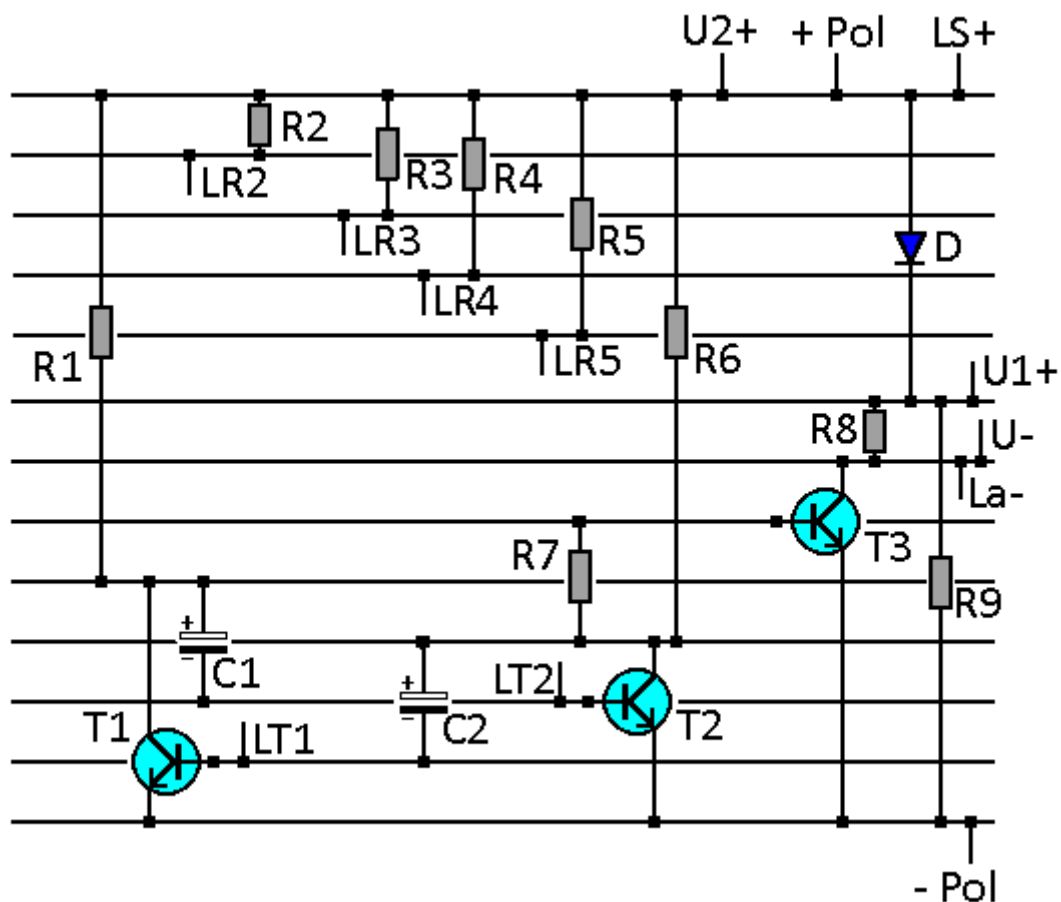 U2+ + Pol LS+
R2
LR2
R3 R4
LR3
R5 D
LR4
R1 LR5 R6
U1+
R8 U-
La-
R7 T3
R9
+
− C1
+
− C2
LT2 T2
T1 LT1
- Pol